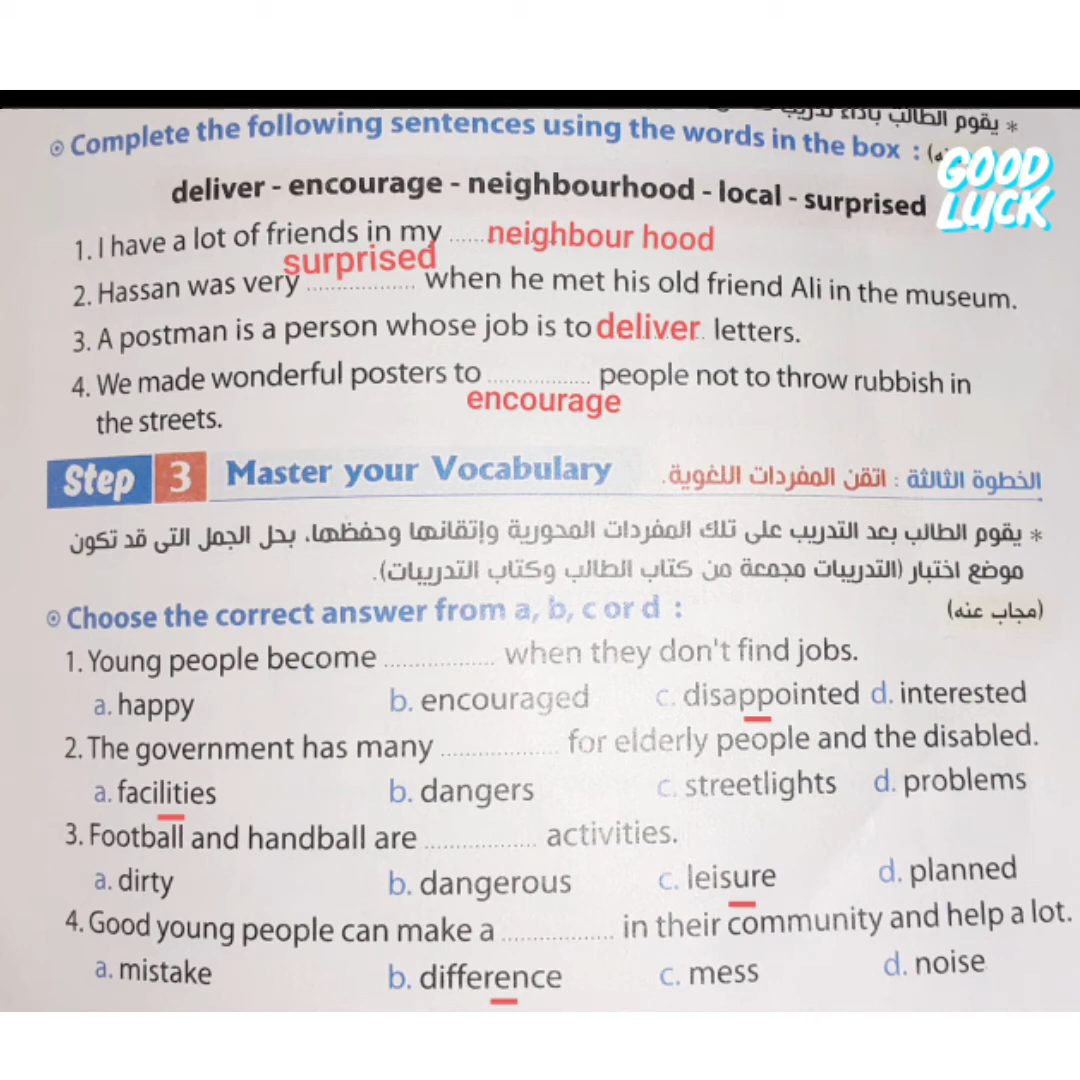 * يقوم الطالب بأداء
⊙ Complete the following sentences using the words in the box :
GOOD LUCK
deliver - encourage - neighbourhood - local - surprised
1. I have a lot of friends in my ...... neighbour hood
surprised
2. Hassan was very ................ when he met his old friend Ali in the museum.
3. A postman is a person whose job is to deliver letters.
4. We made wonderful posters to ................ people not to throw rubbish in
encourage
the streets.
Step 3 Master your Vocabulary الخطوة الثالثة : اتقن المفردات اللغوية.
* يقوم الطالب بعد التدريب على تلك المفردات المحورية وإتقانها وحفظها، بحل الجمل التى قد تكون
موضع اختبار (التدريبات مجمعة من كتاب الطالب وكتاب التدريبات).
⊙ Choose the correct answer from a, b, c or d : (مجاب عنه)
1. Young people become ................ when they don't find jobs.
a. happy b. encouraged c. disappointed d. interested
2. The government has many ................ for elderly people and the disabled.
a. facilities b. dangers c. streetlights d. problems
3. Football and handball are ................ activities.
a. dirty b. dangerous c. leisure d. planned
4. Good young people can make a ................ in their community and help a lot.
a. mistake b. difference c. mess d. noise